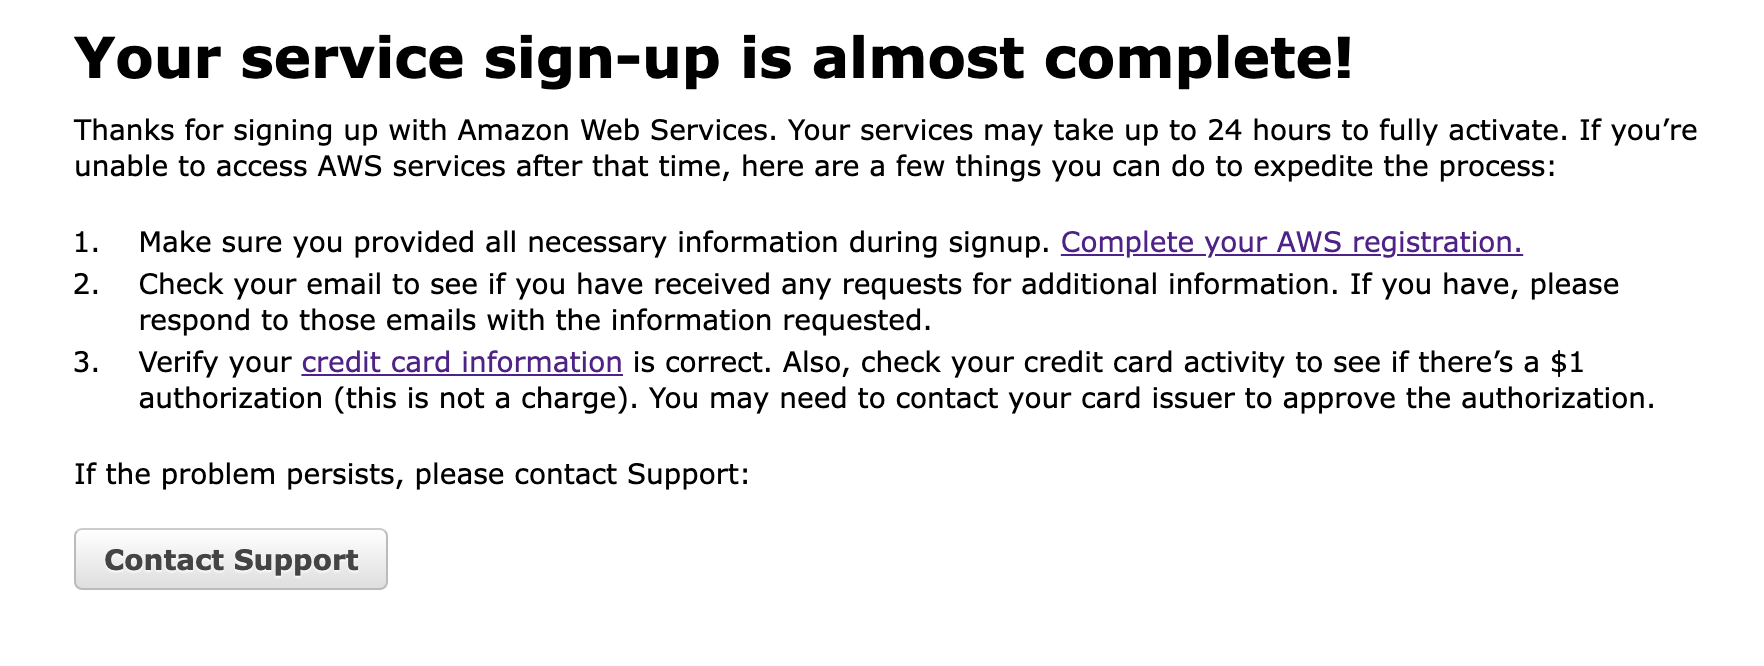 Your service sign-up is almost complete!
Thanks for signing up with Amazon Web Services. Your services may take up to 24 hours to fully activate. If you’re
unable to access AWS services after that time, here are a few things you can do to expedite the process:
1. Make sure you provided all necessary information during signup. Complete your AWS registration.
2. Check your email to see if you have received any requests for additional information. If you have, please
respond to those emails with the information requested.
3. Verify your credit card information is correct. Also, check your credit card activity to see if there’s a $1
authorization (this is not a charge). You may need to contact your card issuer to approve the authorization.
If the problem persists, please contact Support:
Contact Support